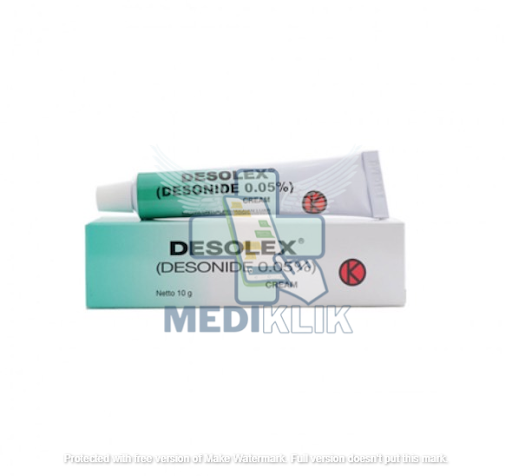 DESOLEX
(DESONIDE 0.05%)
CREAM
K
DESOLEX®
(DESONIDE 0.05%)
CREAM
Netto 10 g
K
MEDIKLIK
Protected with free version of Make Watermark. Full version doesn't put this mark.